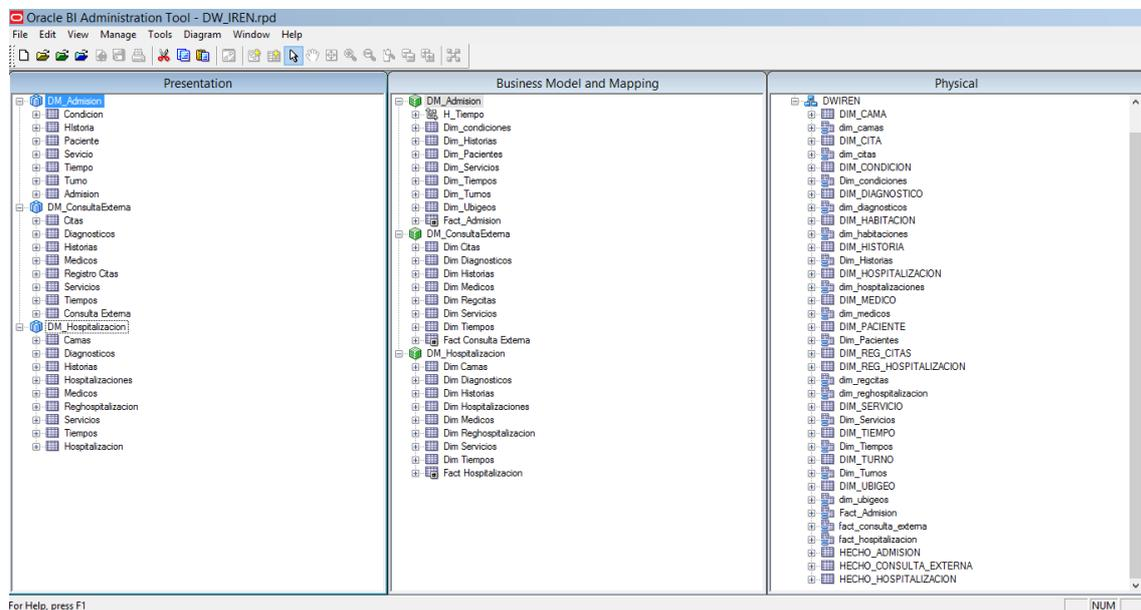 Oracle BI Administration Tool - DW_IREN.rpd
File Edit View Manage Tools Diagram Window Help
Presentation
DM_Admision
Condicion
HIstoria
Paciente
Sevicio
Tiempo
Turno
Admision
DM_ConsultaExterna
Citas
Diagnosticos
Historias
Medicos
Registro Citas
Servicios
Tiempos
Consulta Externa
DM_Hospitalizacion
Camas
Diagnosticos
Historias
Hospitalizaciones
Medicos
Reghospitalizacion
Servicios
Tiempos
Hospitalizacion
Business Model and Mapping
DM_Admision
H_Tiempo
Dim_condiciones
Dim_Historias
Dim_Pacientes
Dim_Servicios
Dim_Tiempos
Dim_Turnos
Dim_Ubigeos
Fact_Admision
DM_ConsultaExterna
Dim Citas
Dim Diagnosticos
Dim Historias
Dim Medicos
Dim Regcitas
Dim Servicios
Dim Tiempos
Fact Consulta Externa
DM_Hospitalizacion
Dim Camas
Dim Diagnosticos
Dim Historias
Dim Hospitalizaciones
Dim Medicos
Dim Reghospitalizacion
Dim Servicios
Dim Tiempos
Fact Hospitalizacion
Physical
DWIREN
DIM_CAMA
dim_camas
DIM_CITA
dim_citas
DIM_CONDICION
Dim_condiciones
DIM_DIAGNOSTICO
dim_diagnosticos
DIM_HABITACION
dim_habitaciones
DIM_HISTORIA
Dim_Historias
DIM_HOSPITALIZACION
dim_hospitalizaciones
DIM_MEDICO
dim_medicos
DIM_PACIENTE
Dim_Pacientes
DIM_REG_CITAS
DIM_REG_HOSPITALIZACION
dim_regcitas
dim_reghospitalizacion
DIM_SERVICIO
Dim_Servicios
DIM_TIEMPO
Dim_Tiempos
DIM_TURNO
Dim_Turnos
DIM_UBIGEO
dim_ubigeos
Fact_Admision
fact_consulta_externa
fact_hospitalizacion
HECHO_ADMISION
HECHO_CONSULTA_EXTERNA
HECHO_HOSPITALIZACION
For Help, press F1
NUM